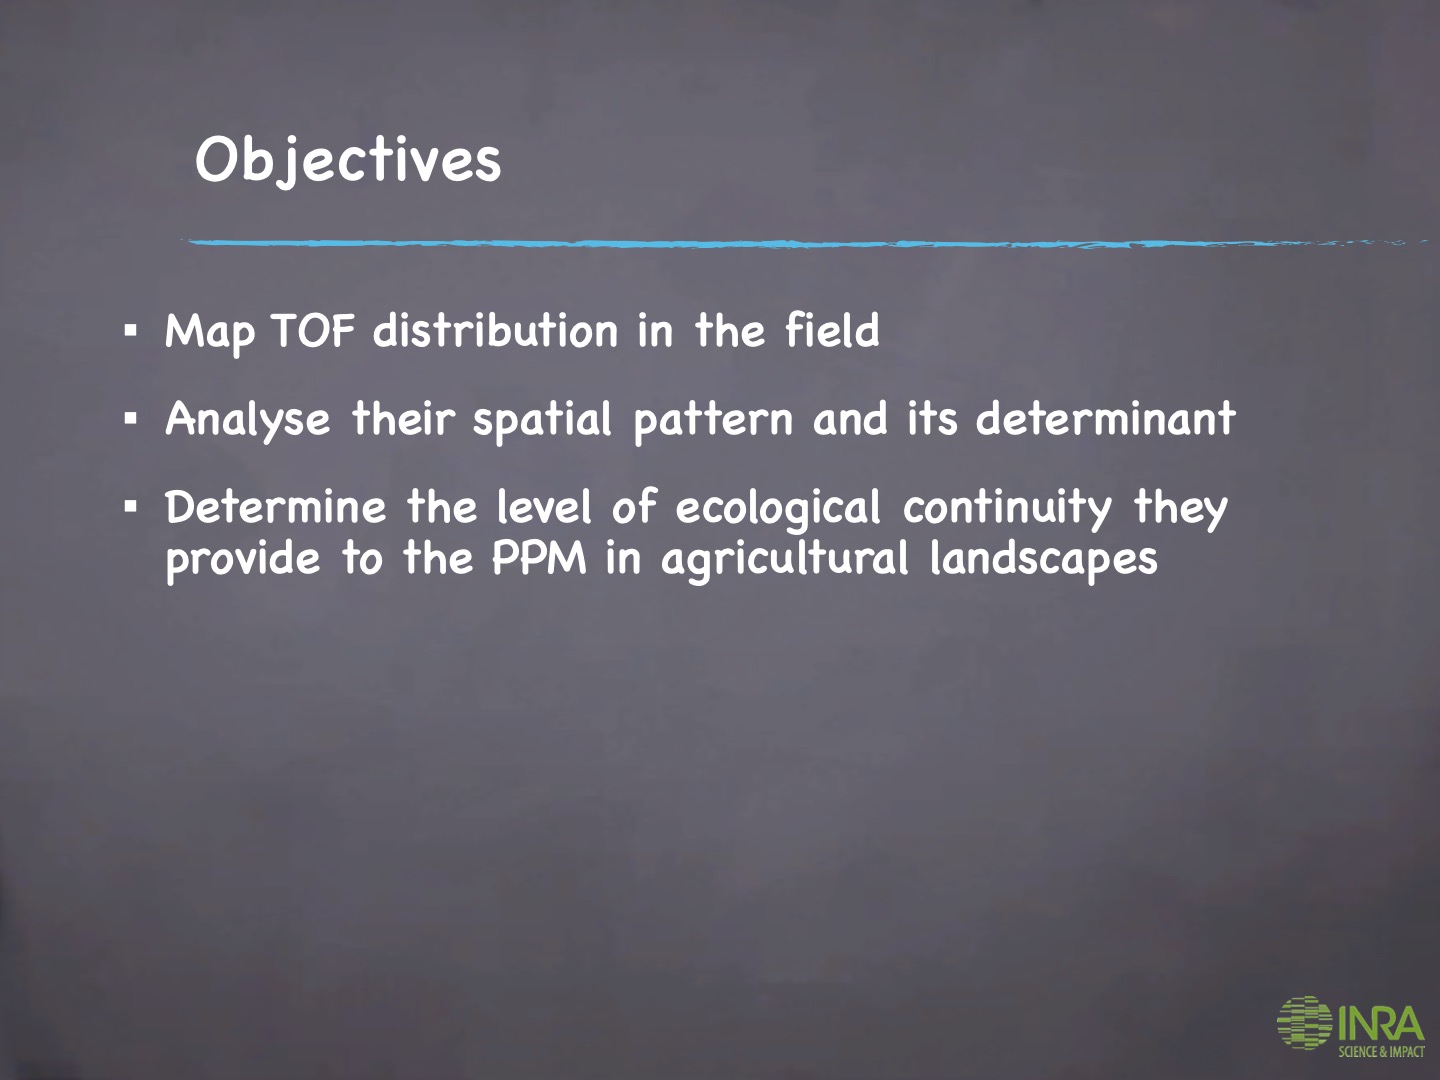 Objectives
▪ Map TOF distribution in the field
▪ Analyse their spatial pattern and its determinant
▪ Determine the level of ecological continuity they
provide to the PPM in agricultural landscapes
INRA
SCIENCE & IMPACT